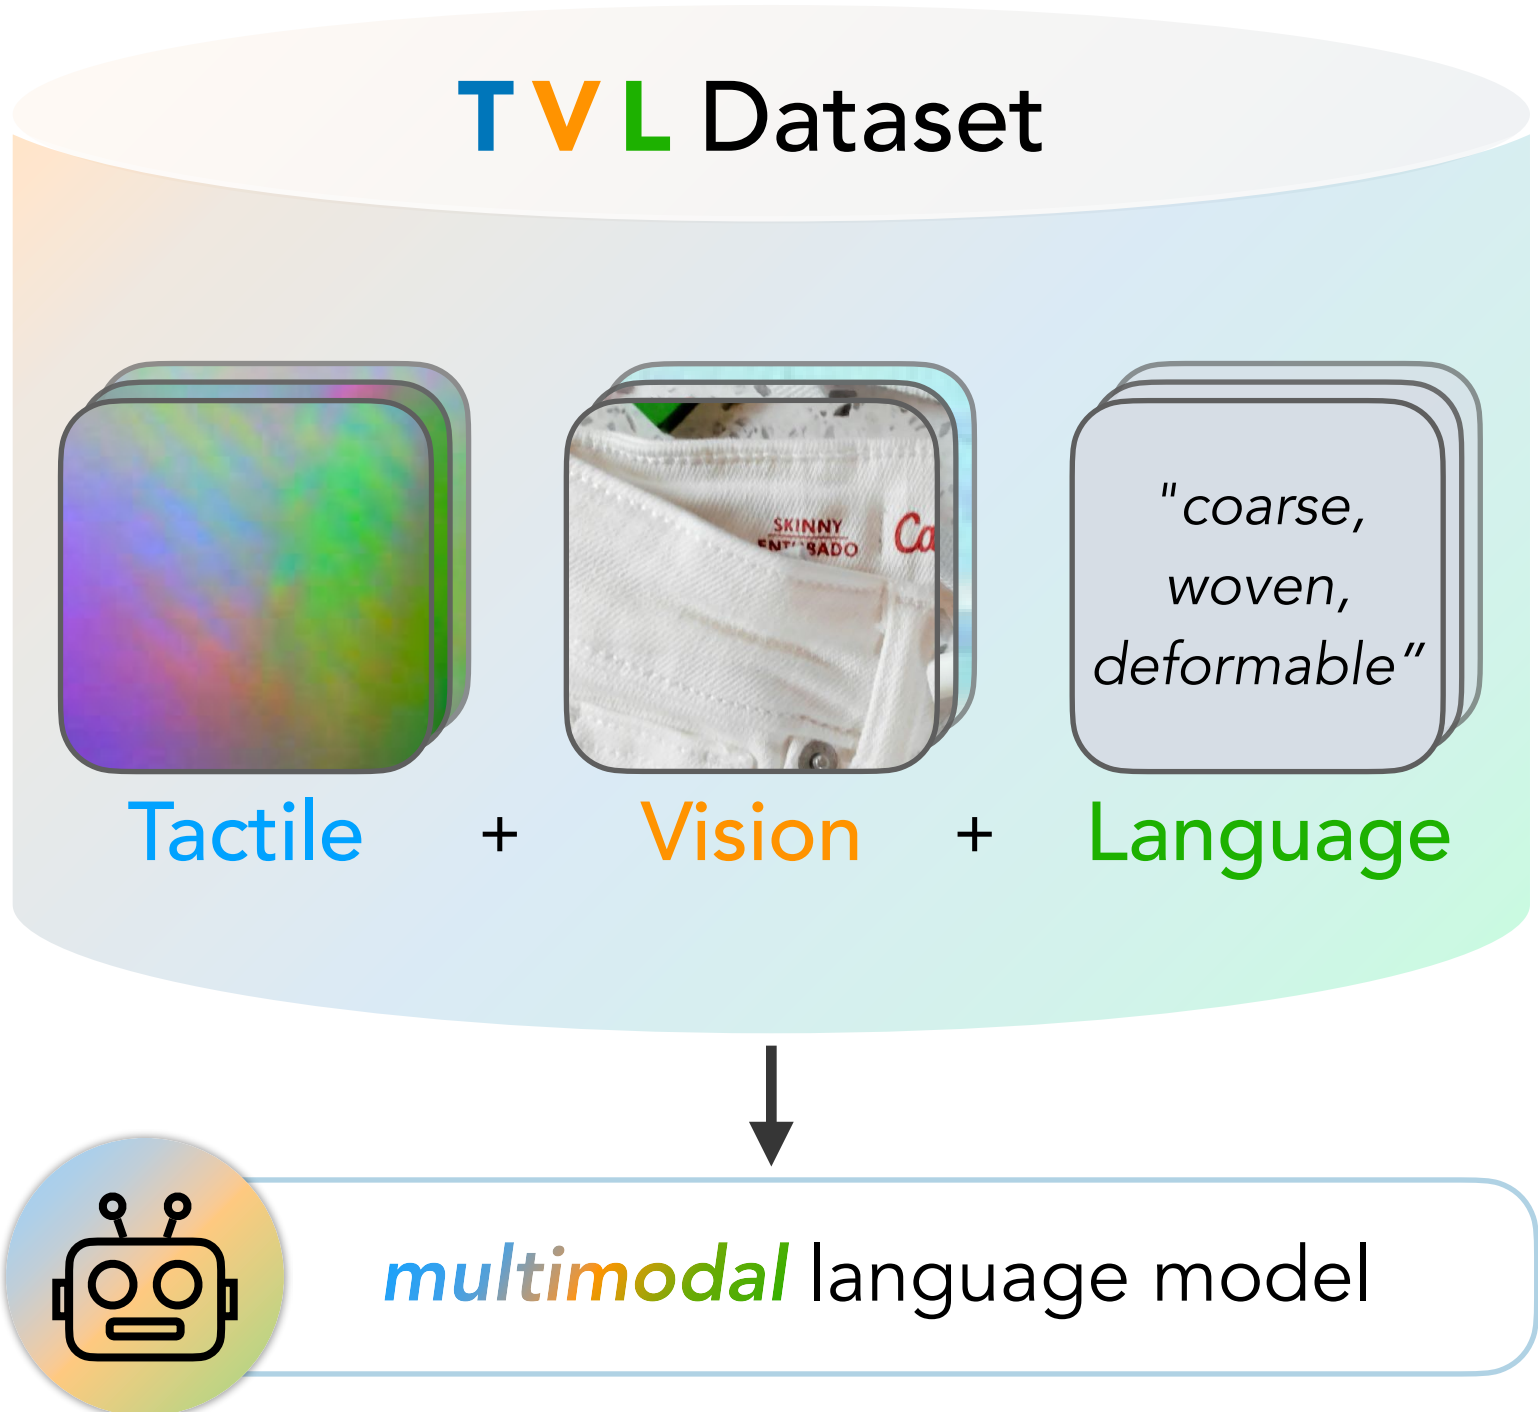 T V L Dataset
SKINNY
"coarse,
woven,
deformable”
Tactile + Vision + Language
multimodal language model